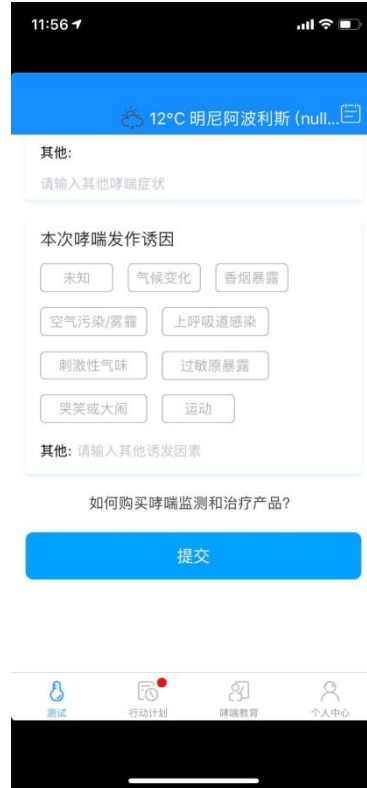 11:56
12°C 明尼阿波利斯 (null...
其他:
请输入其他哮喘症状
本次哮喘发作诱因
未知 气候变化 香烟暴露
空气污染/雾霾 上呼吸道感染
刺激性气味 过敏原暴露
哭笑或大闹 运动
其他: 请输入其他诱发因素
如何购买哮喘监测和治疗产品?
提交
测试 行动计划 哮喘教育 个人中心